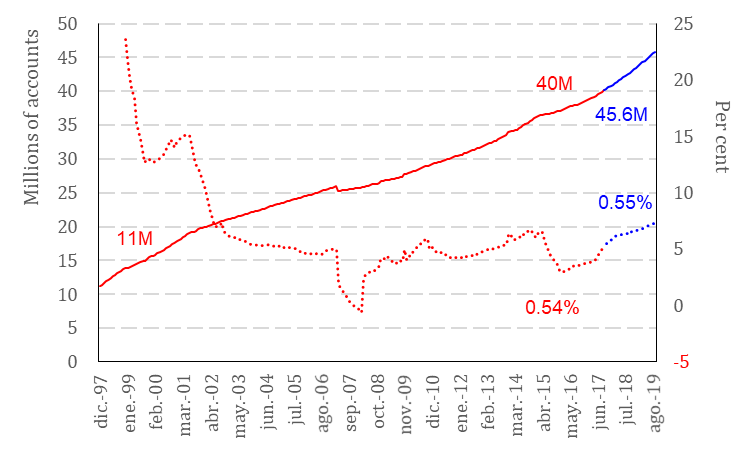 Millions of accounts
50
45
40
35
30
25
20
15
10
5
0
11M
40M
45.6M
0.55%
0.54%
25
20
15
10
5
0
-5
Per cent
dic.-97
ene.-99
feb.-00
mar.-01
abr.-02
may.-03
jun.-04
jul.-05
ago.-06
sep.-07
oct.-08
nov.-09
dic.-10
ene.-12
feb.-13
mar.-14
abr.-15
may.-16
jun.-17
jul.-18
ago.-19